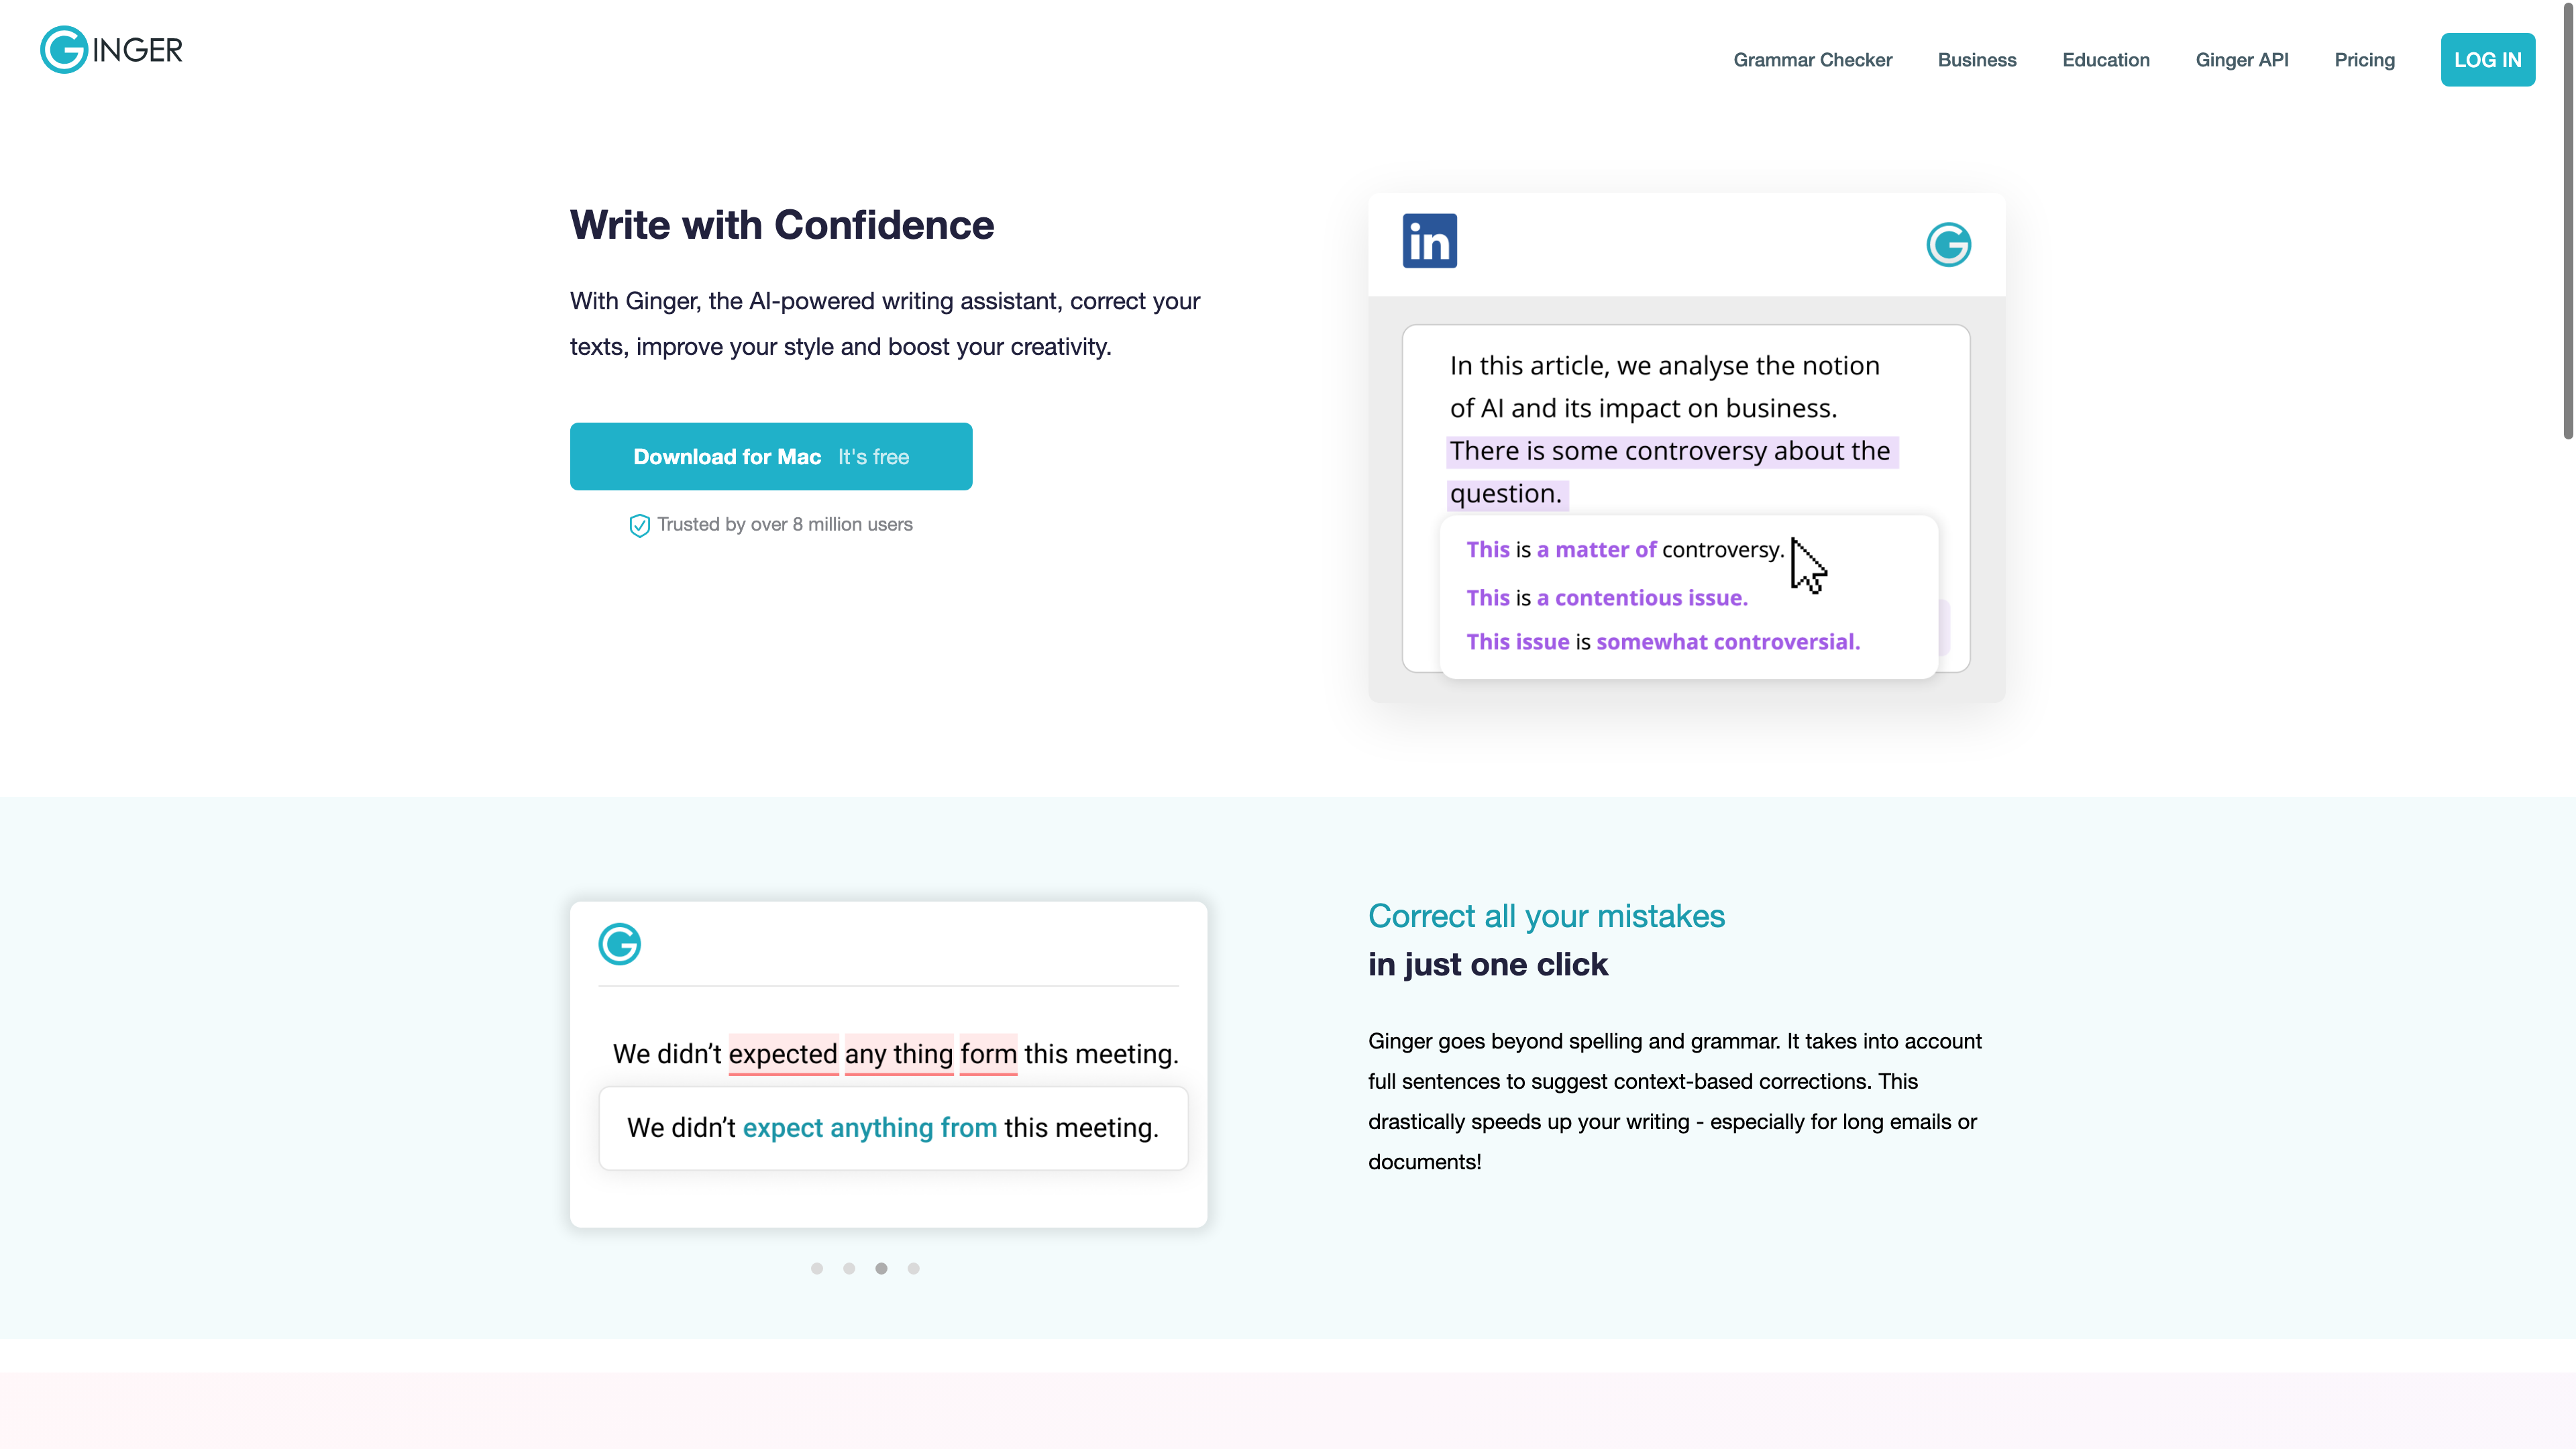 GINGER
Grammar Checker
Business
Education
Ginger API
Pricing
LOG IN
Write with Confidence
With Ginger, the AI-powered writing assistant, correct your
texts, improve your style and boost your creativity.
Download for Mac It's free
Trusted by over 8 million users
in
G
In this article, we analyse the notion
of AI and its impact on business.
There is some controversy about the
question.
This is a matter of controversy.
This is a contentious issue.
This issue is somewhat controversial.
G
We didn’t expected any thing form this meeting.
We didn’t expect anything from this meeting.
Correct all your mistakes
in just one click
Ginger goes beyond spelling and grammar. It takes into account
full sentences to suggest context-based corrections. This
drastically speeds up your writing - especially for long emails or
documents!